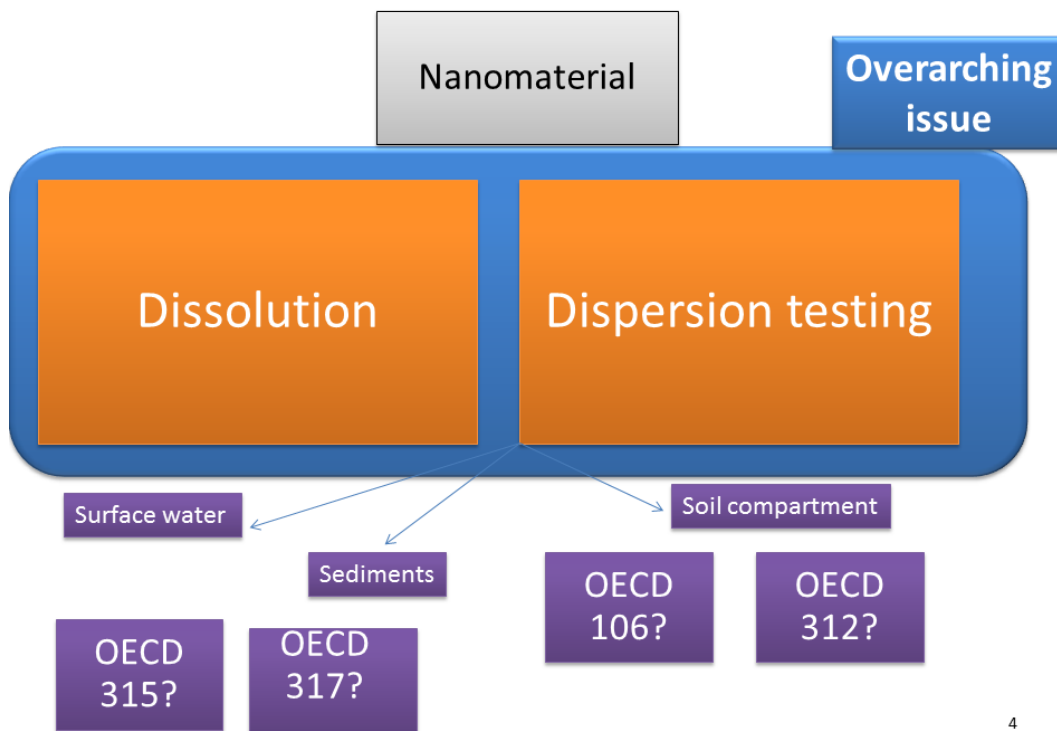 Nanomaterial
Overarching
issue
Dissolution
Dispersion testing
Surface water
Sediments
Soil compartment
OECD
315?
OECD
317?
OECD
106?
OECD
312?
4